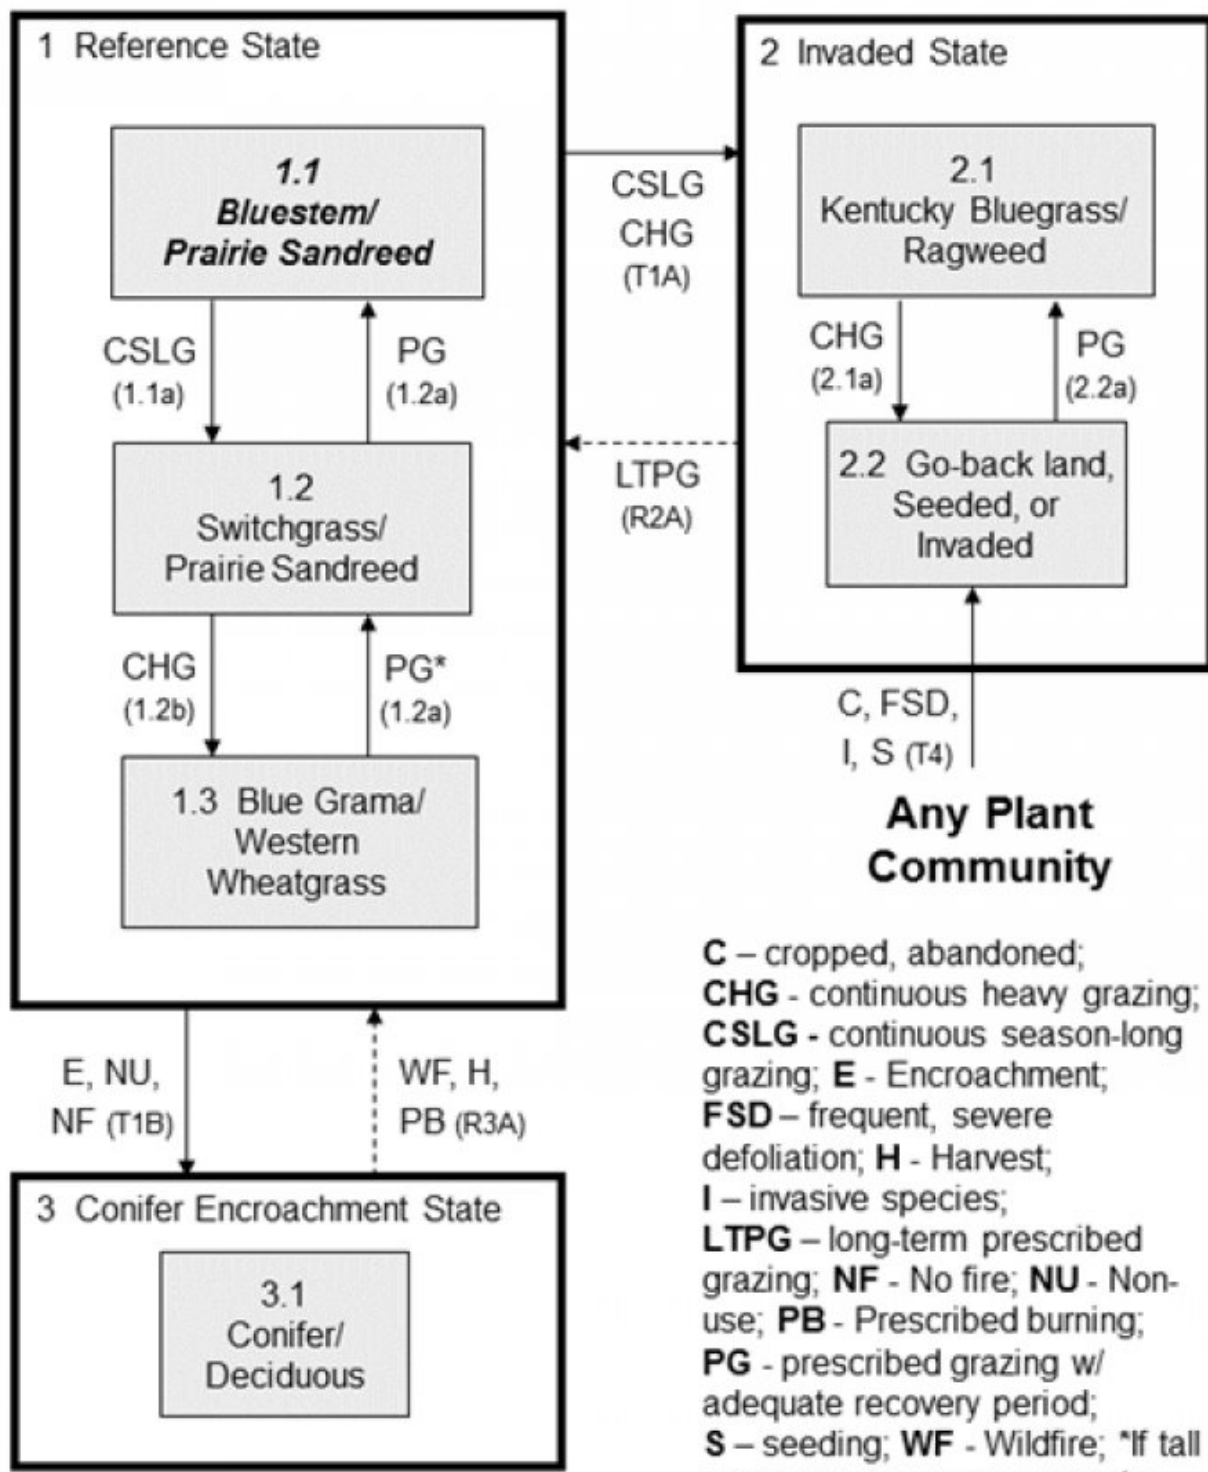 1 Reference State
1.1
Bluestem/
Prairie Sandreed
CSLG
(1.1a)
PG
(1.2a)
1.2
Switchgrass/
Prairie Sandreed
CHG
(1.2b)
PG*
(1.2a)
1.3 Blue Grama/
Western
Wheatgrass
CSLG
CHG
(T1A)
LTPG
(R2A)
2 Invaded State
2.1
Kentucky Bluegrass/
Ragweed
CHG
(2.1a)
PG
(2.2a)
2.2 Go-back land,
Seeded, or
Invaded
C, FSD,
I, S (T4)
Any Plant
Community
E, NU,
NF (T1B)
WF, H,
PB (R3A)
3 Conifer Encroachment State
3.1
Conifer/
Deciduous
C – cropped, abandoned;
CHG - continuous heavy grazing;
CSLG - continuous season-long
grazing; E - Encroachment;
FSD – frequent, severe
defoliation; H - Harvest;
I – invasive species;
LTPG – long-term prescribed
grazing; NF - No fire; NU - Non-
use; PB - Prescribed burning;
PG - prescribed grazing w/
adequate recovery period;
S – seeding; WF - Wildfire; *If tall